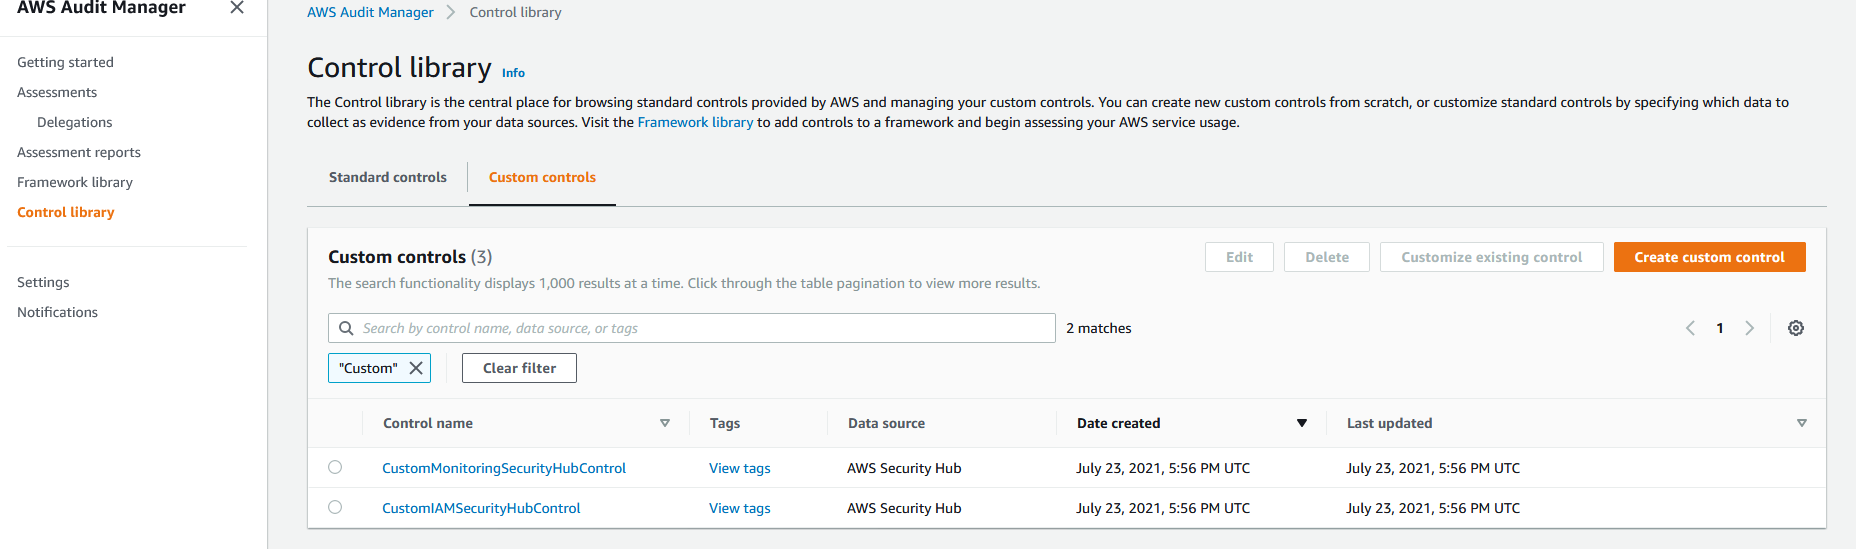 AWS Audit Manager
Getting started
Assessments
Delegations
Assessment reports
Framework library
Control library
Settings
Notifications
AWS Audit Manager > Control library
Control library Info
The Control library is the central place for browsing standard controls provided by AWS and managing your custom controls. You can create new custom controls from scratch, or customize standard controls by specifying which data to
collect as evidence from your data sources. Visit the Framework library to add controls to a framework and begin assessing your AWS service usage.
Standard controls Custom controls
Custom controls (3) Edit Delete Customize existing control Create custom control
The search functionality displays 1,000 results at a time. Click through the table pagination to view more results.
Search by control name, data source, or tags 2 matches 1
"Custom" Clear filter
Control name Tags Data source Date created Last updated
CustomMonitoringSecurityHubControl View tags AWS Security Hub July 23, 2021, 5:56 PM UTC July 23, 2021, 5:56 PM UTC
CustomIAMSecurityHubControl View tags AWS Security Hub July 23, 2021, 5:56 PM UTC July 23, 2021, 5:56 PM UTC